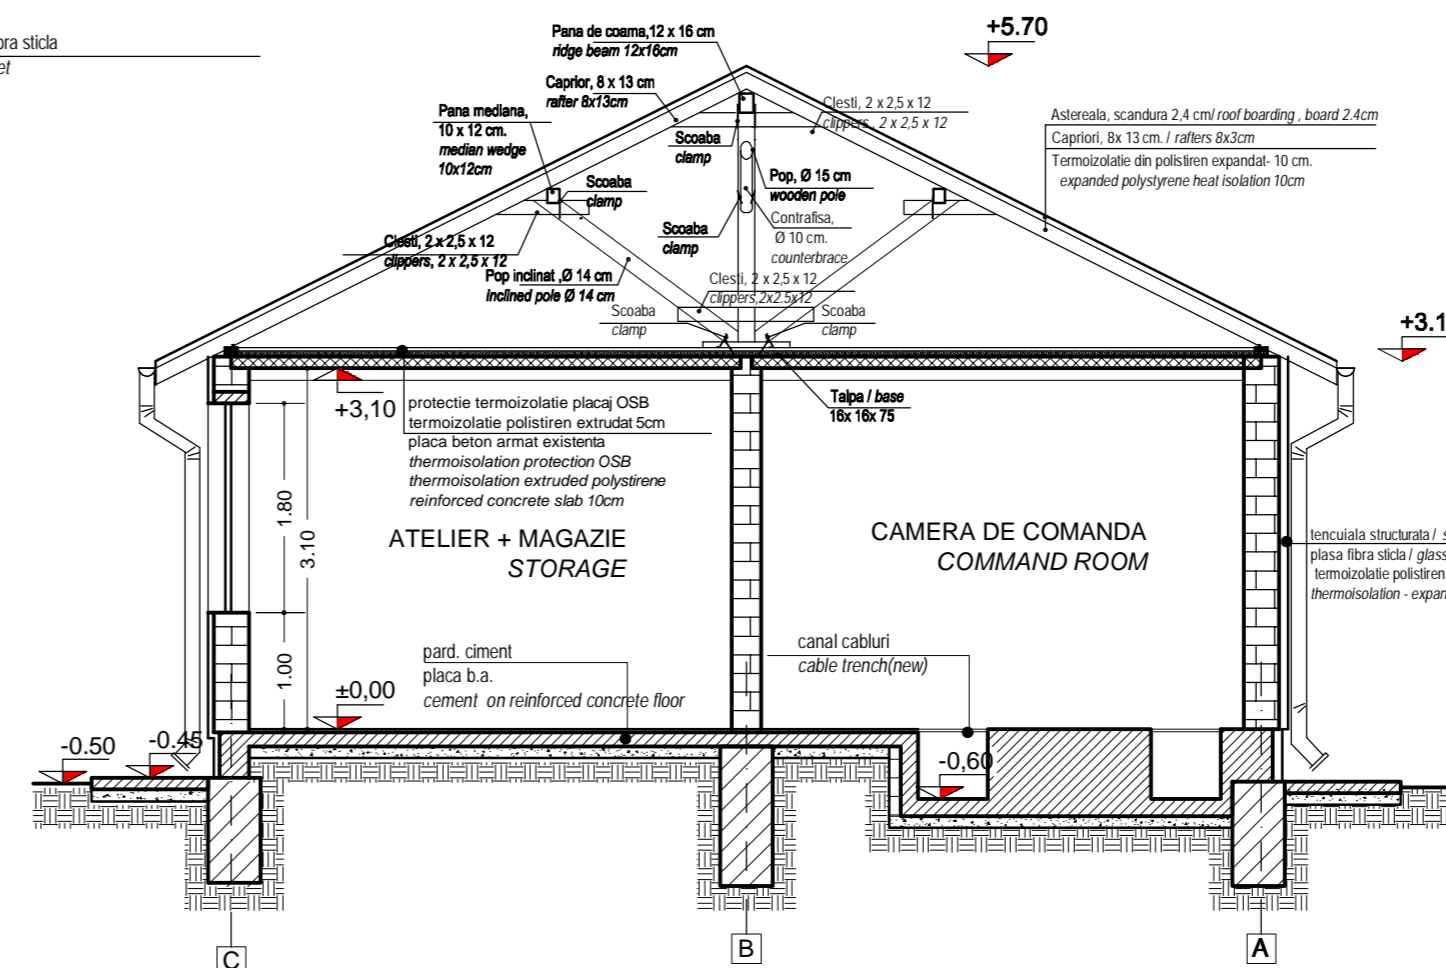 bra sticla
et
Pana de coama,12 x 16 cm
ridge beam 12x16cm
+5.70
Caprior, 8 x 13 cm
rafter 8x13cm
Pana mediana,
10 x 12 cm.
median wedge
10x12cm
Clesti, 2 x 2,5 x 12
clippers, 2 x 2,5 x 12
Scoaba
clamp
Astereala, scandura 2,4 cm/ roof boarding , board 2.4cm
Capriori, 8x 13 cm. / rafters 8x3cm
Termoizolatie din polistiren expandat- 10 cm.
expanded polystyrene heat isolation 10cm
Scoaba
clamp
Pop, Ø 15 cm
wooden pole
Scoaba
clamp
Contrafisa,
Ø 10 cm.
counterbrace
Clesti, 2 x 2,5 x 12
clippers, 2 x 2,5 x 12
Pop inclinat ,Ø 14 cm
inclined pole Ø 14 cm
Clesti, 2 x 2,5 x 12
clippers,2x2.5x12
Scoaba
clamp
Scoaba
clamp
+3.1
+3,10
protectie termoizolatie placaj OSB
termoizolatie polistiren extrudat 5cm
placa beton armat existenta
thermoisolation protection OSB
thermoisolation extruded polystirene
reinforced concrete slab 10cm
Talpa / base
16x 16x 75
1.80
3.10
1.00
ATELIER + MAGAZIE
STORAGE
CAMERA DE COMANDA
COMMAND ROOM
tencuiala structurata / s
plasa fibra sticla / glass
termoizolatie polistiren
thermoisolation - expan
pard. ciment
placa b.a.
cement on reinforced concrete floor
canal cabluri
cable trench(new)
±0,00
-0.50
-0.45
-0,60
C
B
A